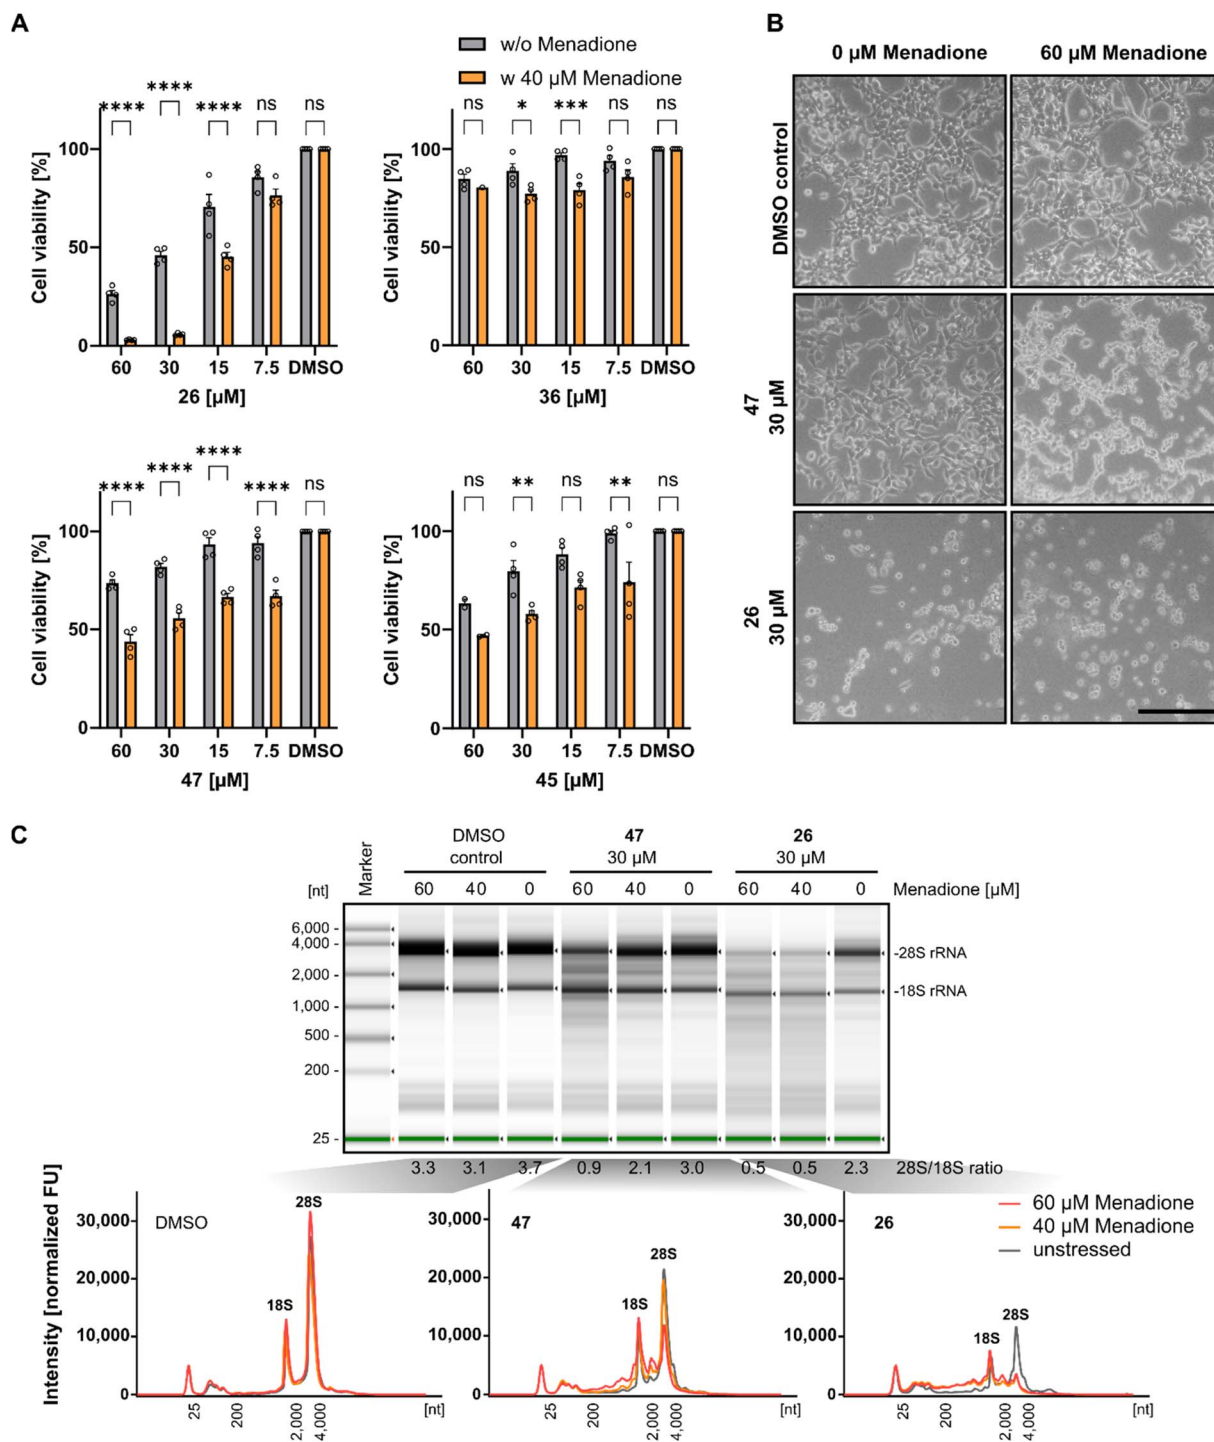 A
w/o Menadione
w 40 µM Menadione
**** **** **** ns ns
Cell viability [%]
100
50
0
60 30 15 7.5 DMSO
26 [µM]
ns * *** ns ns
Cell viability [%]
100
50
0
60 30 15 7.5 DMSO
36 [µM]
**** **** **** **** ns
Cell viability [%]
100
50
0
60 30 15 7.5 DMSO
47 [µM]
ns ** ns ** ns
Cell viability [%]
100
50
0
60 30 15 7.5 DMSO
45 [µM]
B
0 µM Menadione 60 µM Menadione
DMSO control
47
30 µM
26
30 µM
C
Marker
DMSO
control
47
30 µM
26
30 µM
[nt] 60 40 0 60 40 0 60 40 0 Menadione [µM]
6,000 -
4,000 -
2,000 -
1,000 -
500 -
200 -
25 -
-28S rRNA
-18S rRNA
3.3 3.1 3.7 0.9 2.1 3.0 0.5 0.5 2.3 28S/18S ratio
Intensity [normalized FU]
30,000
20,000
10,000
0
DMSO
18S
28S
25 200 2,000 4,000 [nt]
30,000
20,000
10,000
0
47
18S
28S
25 200 2,000 4,000 [nt]
30,000
20,000
10,000
0
26
18S
28S
60 µM Menadione
40 µM Menadione
unstressed
25 200 2,000 4,000 [nt]